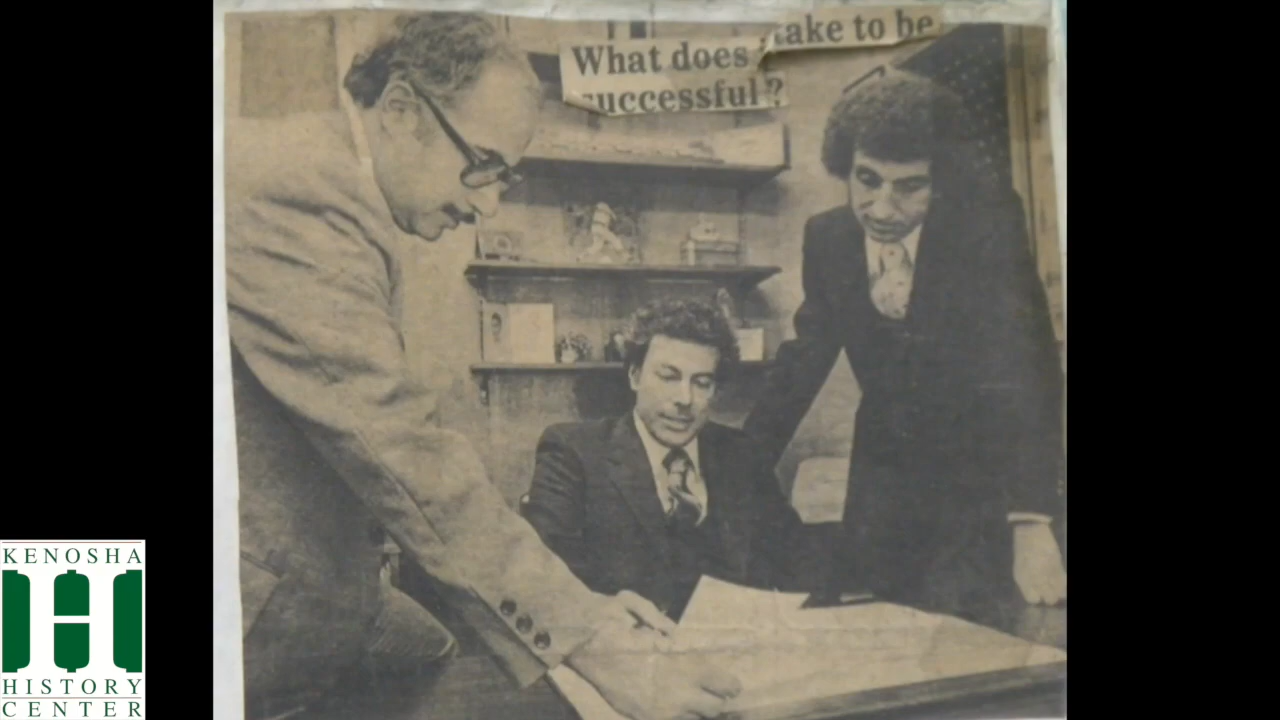 What does take to be
successful?
KENOSHA
H
HISTORY
CENTER